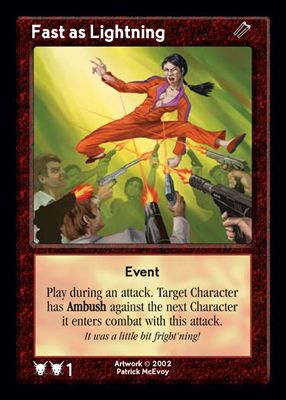 Fast as Lightning
Event
Play during an attack. Target Character
has Ambush against the next Character
it enters combat with this attack.
It was a little bit fright'ning!
1
Artwork © 2002
Patrick McEvoy